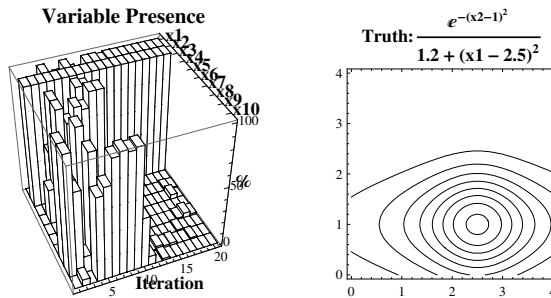 Variable Presence
x1
x2
x3
x4
x5
x6
x7
x8
x9
x10
100
%
50
0
5
10
15
20
Iteration
Truth: e^{-(x2-1)^2} / 1.2 + (x1 - 2.5)^2
4
3
2
1
0
0 1 2 3 4